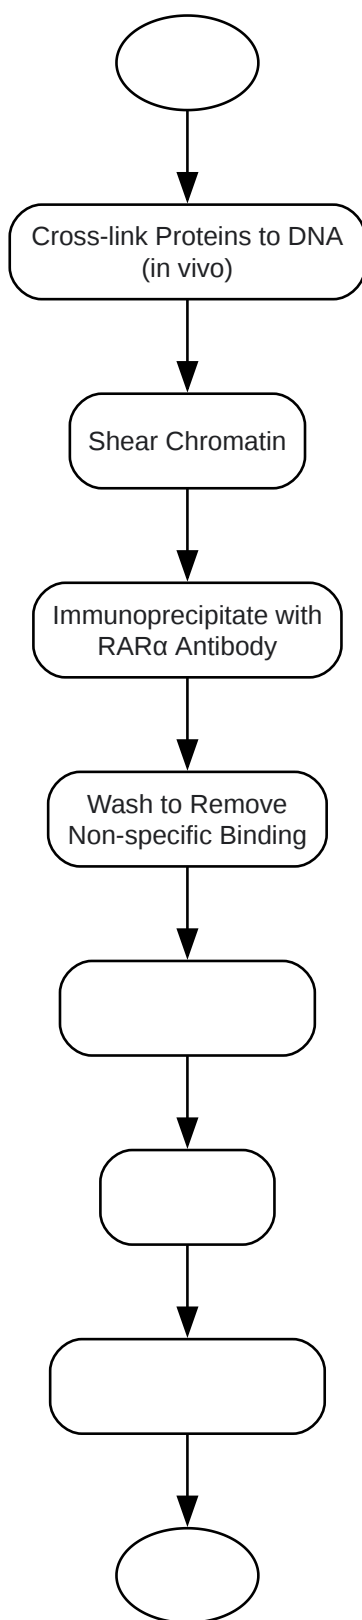 Cross-link Proteins to DNA
(in vivo)
Shear Chromatin
Immunoprecipitate with
RARα Antibody
Wash to Remove
Non-specific Binding